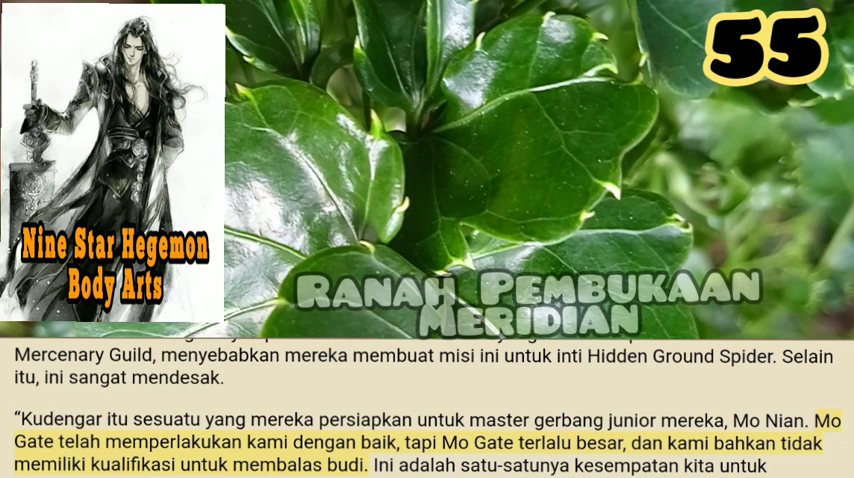 55
Nine Star Hegemon
Body Arts
RANAH PEMBUKAAN
MERIDIAN
Mercenary Guild, menyebabkan mereka membuat misi ini untuk inti Hidden Ground Spider. Selain
itu, ini sangat mendesak.
“Kudengar itu sesuatu yang mereka persiapkan untuk master gerbang junior mereka, Mo Nian. Mo
Gate telah memperlakukan kami dengan baik, tapi Mo Gate terlalu besar, dan kami bahkan tidak
memiliki kualifikasi untuk membalas budi. Ini adalah satu-satunya kesempatan kita untuk